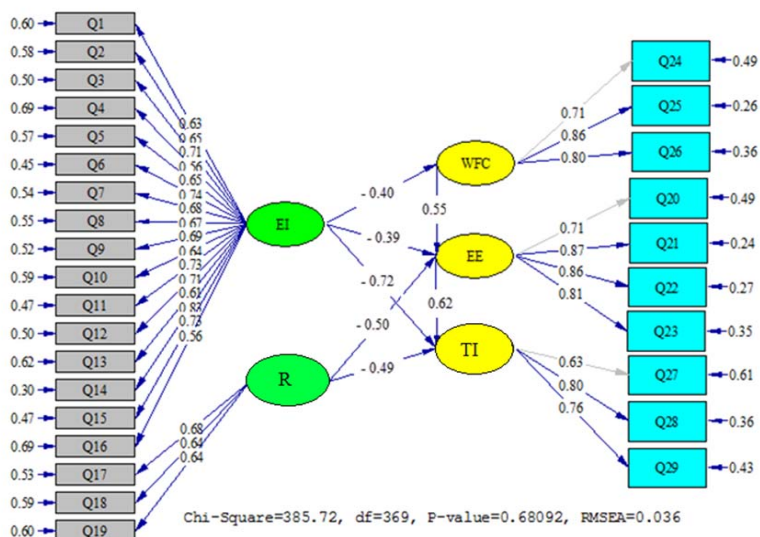 0.60 Q1
0.58 Q2
0.50 Q3
0.69 Q4
0.57 Q5
0.45 Q6
0.54 Q7
0.55 Q8
0.52 Q9
0.59 Q10
0.47 Q11
0.50 Q12
0.62 Q13
0.30 Q14
0.47 Q15
0.69 Q16
0.53 Q17
0.59 Q18
0.60 Q19
0.63
0.65
0.71
0.56
0.65
0.74
0.68
0.67
0.69
0.64
0.73
0.71
0.61
0.83
0.73
0.56
0.68
0.64
0.64
EI
R
- 0.40
- 0.39
- 0.72
- 0.50
- 0.49
WFC
0.55
EE
0.62
TI
0.71
0.86
0.80
0.71
0.87
0.86
0.81
0.63
0.80
0.76
Q24 0.49
Q25 0.26
Q26 0.36
Q20 0.49
Q21 0.24
Q22 0.27
Q23 0.35
Q27 0.61
Q28 0.36
Q29 0.43
Chi-Square=385.72, df=369, P-value=0.68092, RMSEA=0.036